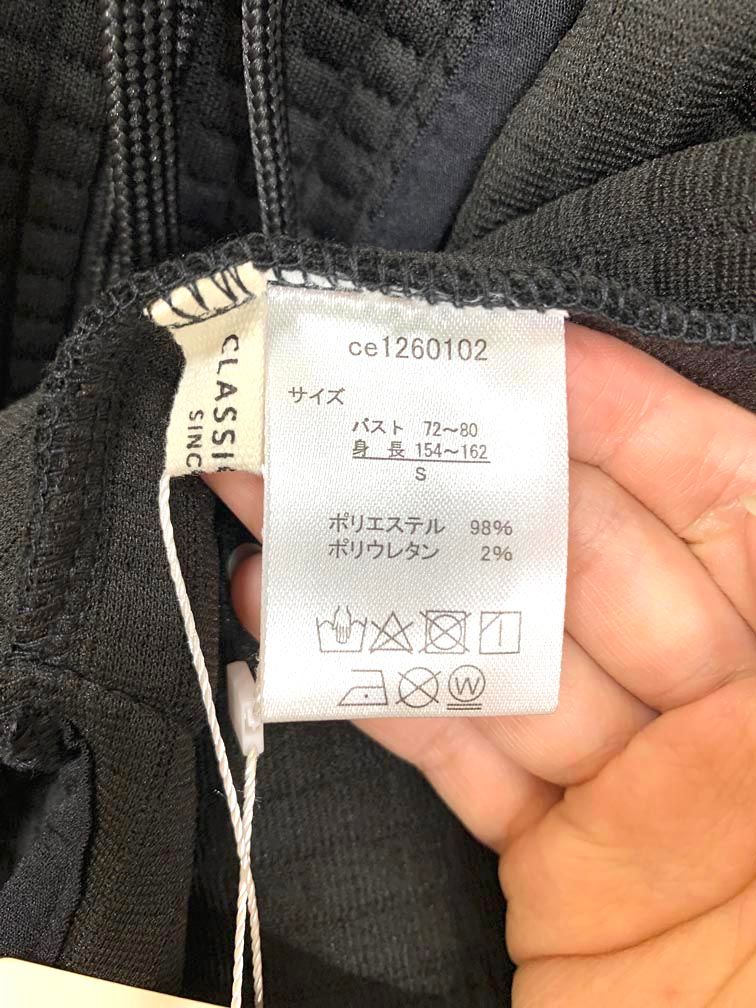 CLASSI
SINC
ce1260102
サイズ
バスト 72～80
身 長 154～162
S
ポリエステル 98%
ポリウレタン 2%
W